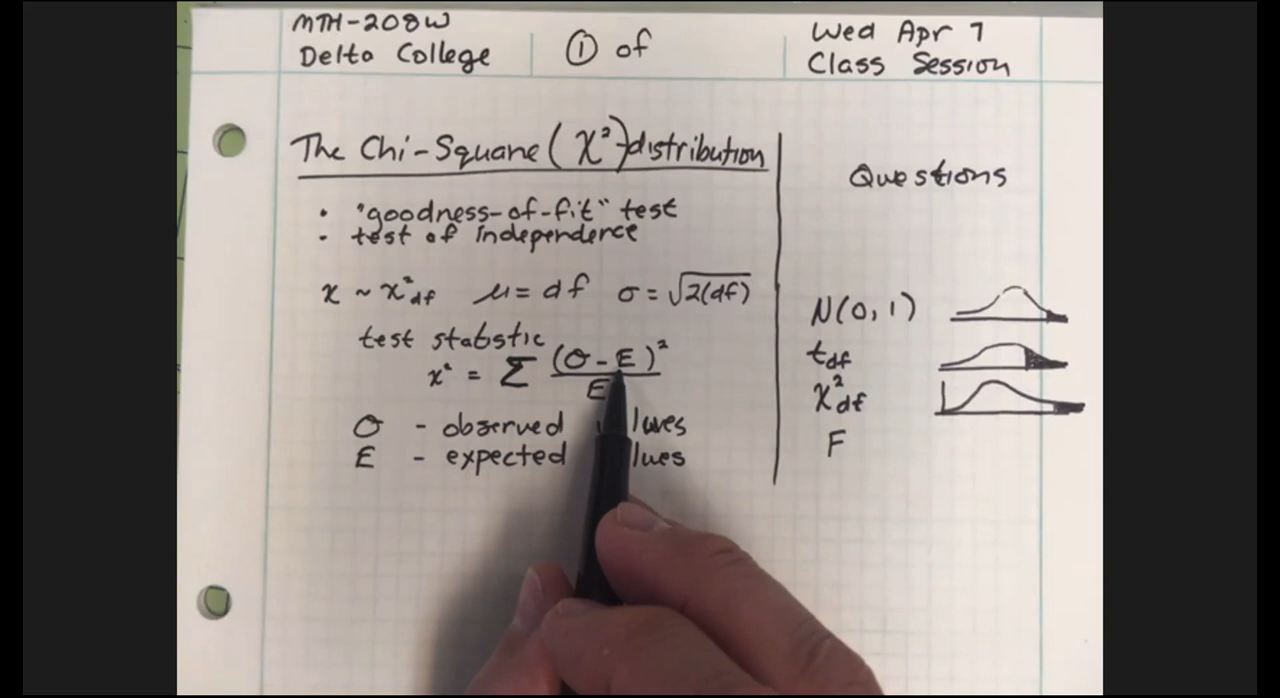 MTH-208W
Delta College
① of
Wed Apr 7
Class Session
The Chi-Square (χ²) distribution
• "goodness-of-fit" test
• test of independence
χ ~ χ²df μ = df σ = √2(df)
test statistic
χ² = Σ (O - E)² / E
O - observed
E - expected
Questions
N(0, 1)
tdf
χ²df
F